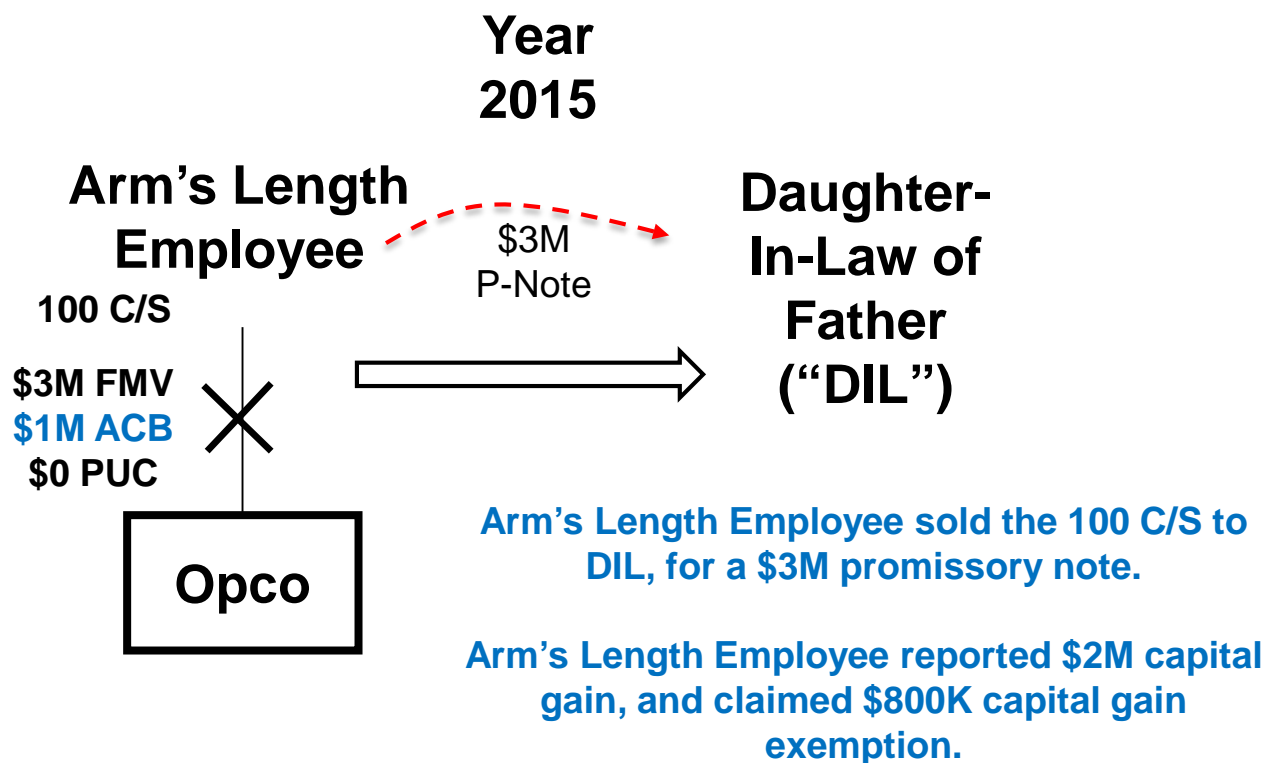 Year
2015
Arm's Length
Employee
$3M
P-Note
Daughter-
In-Law of
Father
(“DIL”)
100 C/S
$3M FMV
$1M ACB
$0 PUC
Opco
Arm's Length Employee sold the 100 C/S to
DIL, for a $3M promissory note.
Arm's Length Employee reported $2M capital
gain, and claimed $800K capital gain
exemption.